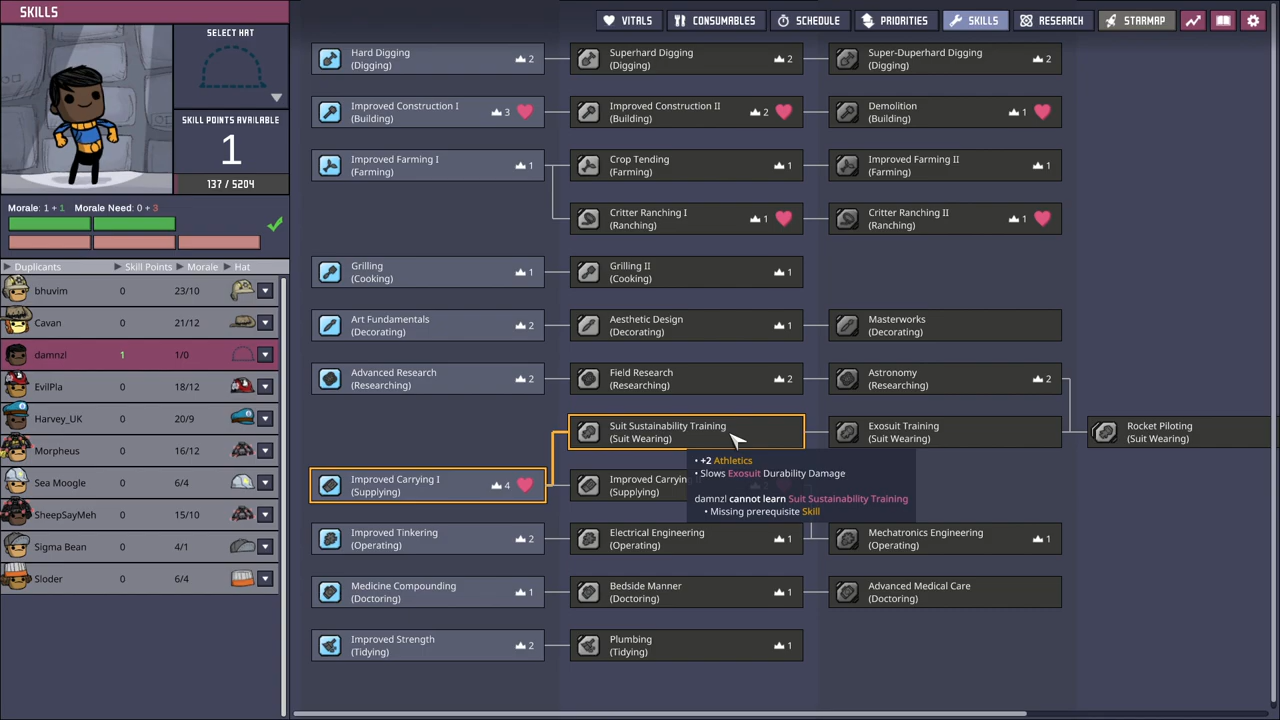 SKILLS
VITALS
CONSUMABLES
SCHEDULE
PRIORITIES
SKILLS
RESEARCH
STARMAP
SELECT HAT
SKILL POINTS AVAILABLE
1
137 / 5204
Morale: 1 + 1 Morale Need: 0 + 3
Duplicants Skill Points Morale Hat
bhuvim 0 23/10
Cavan 0 21/12
damnzl 1 1/0
EvilPla 0 18/12
Harvey_UK 0 20/9
Morpheus 0 16/12
Sea Moogle 0 6/4
SheepSayMeh 0 15/10
Sigma Bean 0 4/1
Sloder 0 6/4
Hard Digging
(Digging)
2
Superhard Digging
(Digging)
2
Super-Duperhard Digging
(Digging)
2
Improved Construction I
(Building)
3
Improved Construction II
(Building)
2
Demolition
(Building)
1
Improved Farming I
(Farming)
1
Crop Tending
(Farming)
1
Improved Farming II
(Farming)
1
Critter Ranching I
(Ranching)
1
Critter Ranching II
(Ranching)
1
Grilling
(Cooking)
1
Grilling II
(Cooking)
1
Art Fundamentals
(Decorating)
2
Aesthetic Design
(Decorating)
1
Masterworks
(Decorating)
Advanced Research
(Researching)
2
Field Research
(Researching)
2
Astronomy
(Researching)
2
Suit Sustainability Training
(Suit Wearing)
Exosuit Training
(Suit Wearing)
Rocket Piloting
(Suit Wearing)
Improved Carrying I
(Supplying)
4
Improved Carryin
(Supplying)
• +2 Athletics
• Slows Exosuit Durability Damage
damnzl cannot learn Suit Sustainability Training
• Missing prerequisite Skill
Improved Tinkering
(Operating)
2
Electrical Engineering
(Operating)
1
Mechatronics Engineering
(Operating)
1
Medicine Compounding
(Doctoring)
1
Bedside Manner
(Doctoring)
1
Advanced Medical Care
(Doctoring)
Improved Strength
(Tidying)
2
Plumbing
(Tidying)
1